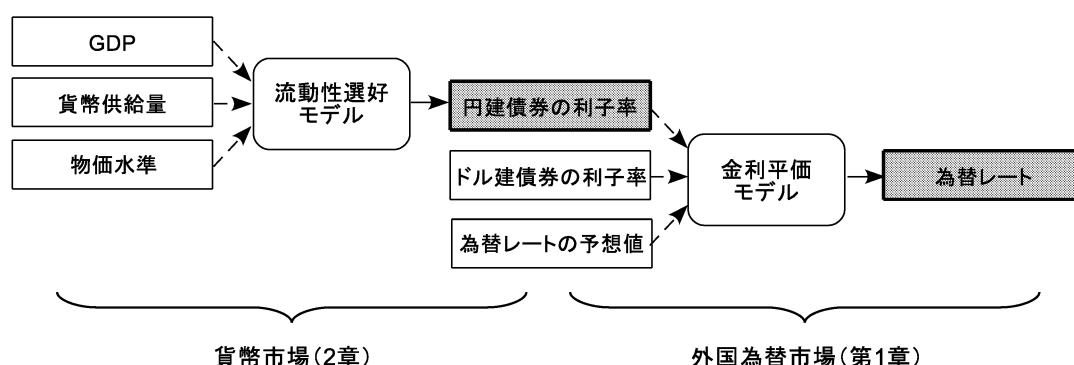 GDP
貨幣供給量
物価水準
流動性選好
モデル
円建債券の利子率
ドル建債券の利子率
為替レートの予想値
金利平価
モデル
為替レート
貨幣市場(2章)
外国為替市場(第1章)